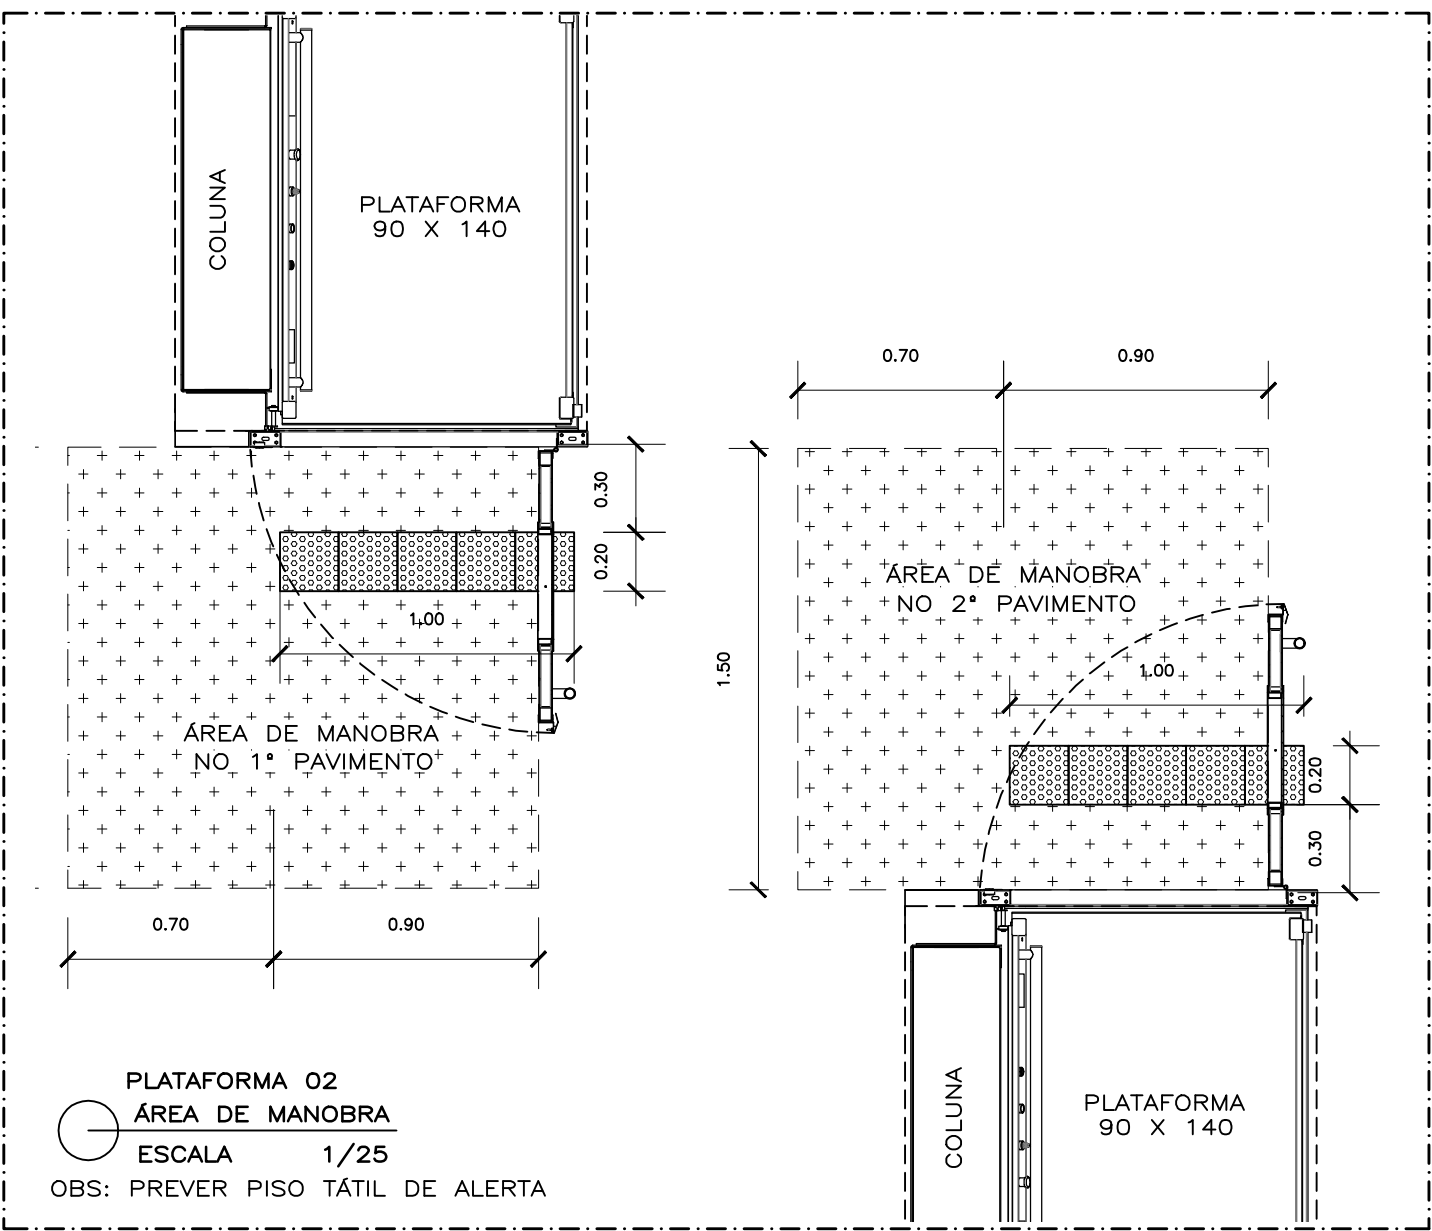 COLUNA
PLATAFORMA
90 X 140
0.30
0.20
1.00
ÁREA DE MANOBRA
NO 1º PAVIMENTO
0.70
0.90
0.70
0.90
1.50
ÁREA DE MANOBRA
NO 2º PAVIMENTO
1.00
0.20
0.30
COLUNA
PLATAFORMA
90 X 140
PLATAFORMA 02
ÁREA DE MANOBRA
ESCALA 1/25
OBS: PREVER PISO TÁTIL DE ALERTA